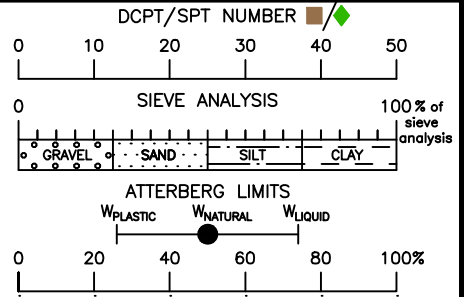 DCPT/SPT NUMBER /
0 10 20 30 40 50
SIEVE ANALYSIS
0 100% of
sieve
analysis
GRAVEL SAND SILT CLAY
ATTERBERG LIMITS
WPLASTIC WNATURAL WLIQUID
0 20 40 60 80 100%